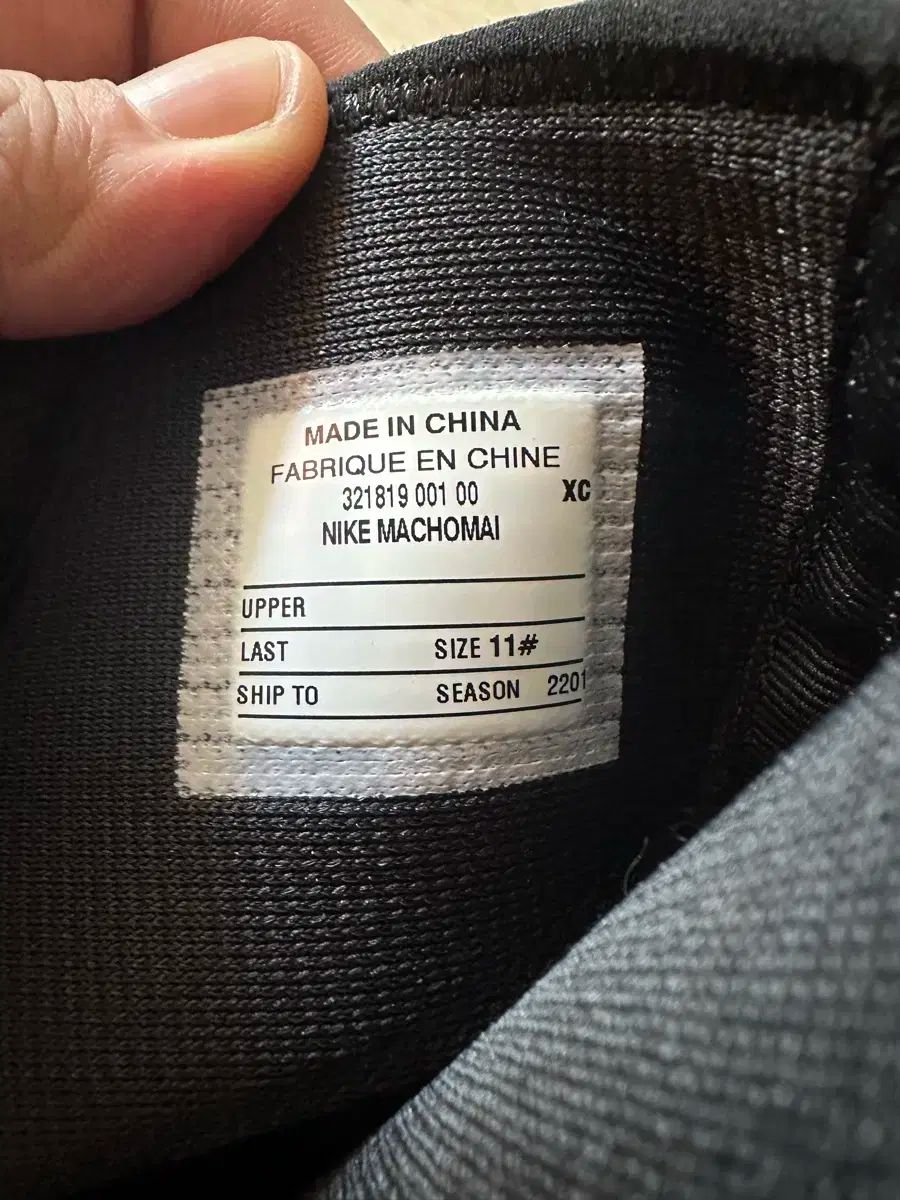 MADE IN CHINA
FABRIQUE EN CHINE
321819 001 00 XC
NIKE MACHOMAI
UPPER
LAST SIZE 11#
SHIP TO SEASON 2201